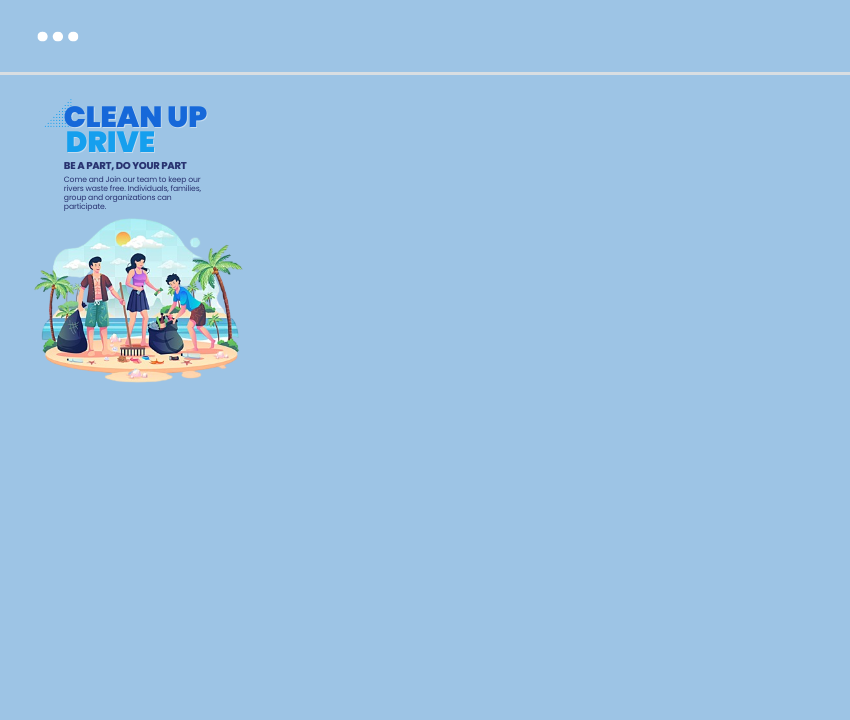 CLEAN UP
DRIVE
BE A PART, DO YOUR PART
Come and Join our team to keep our
rivers waste free. Individuals, families,
group and organizations can
participate.